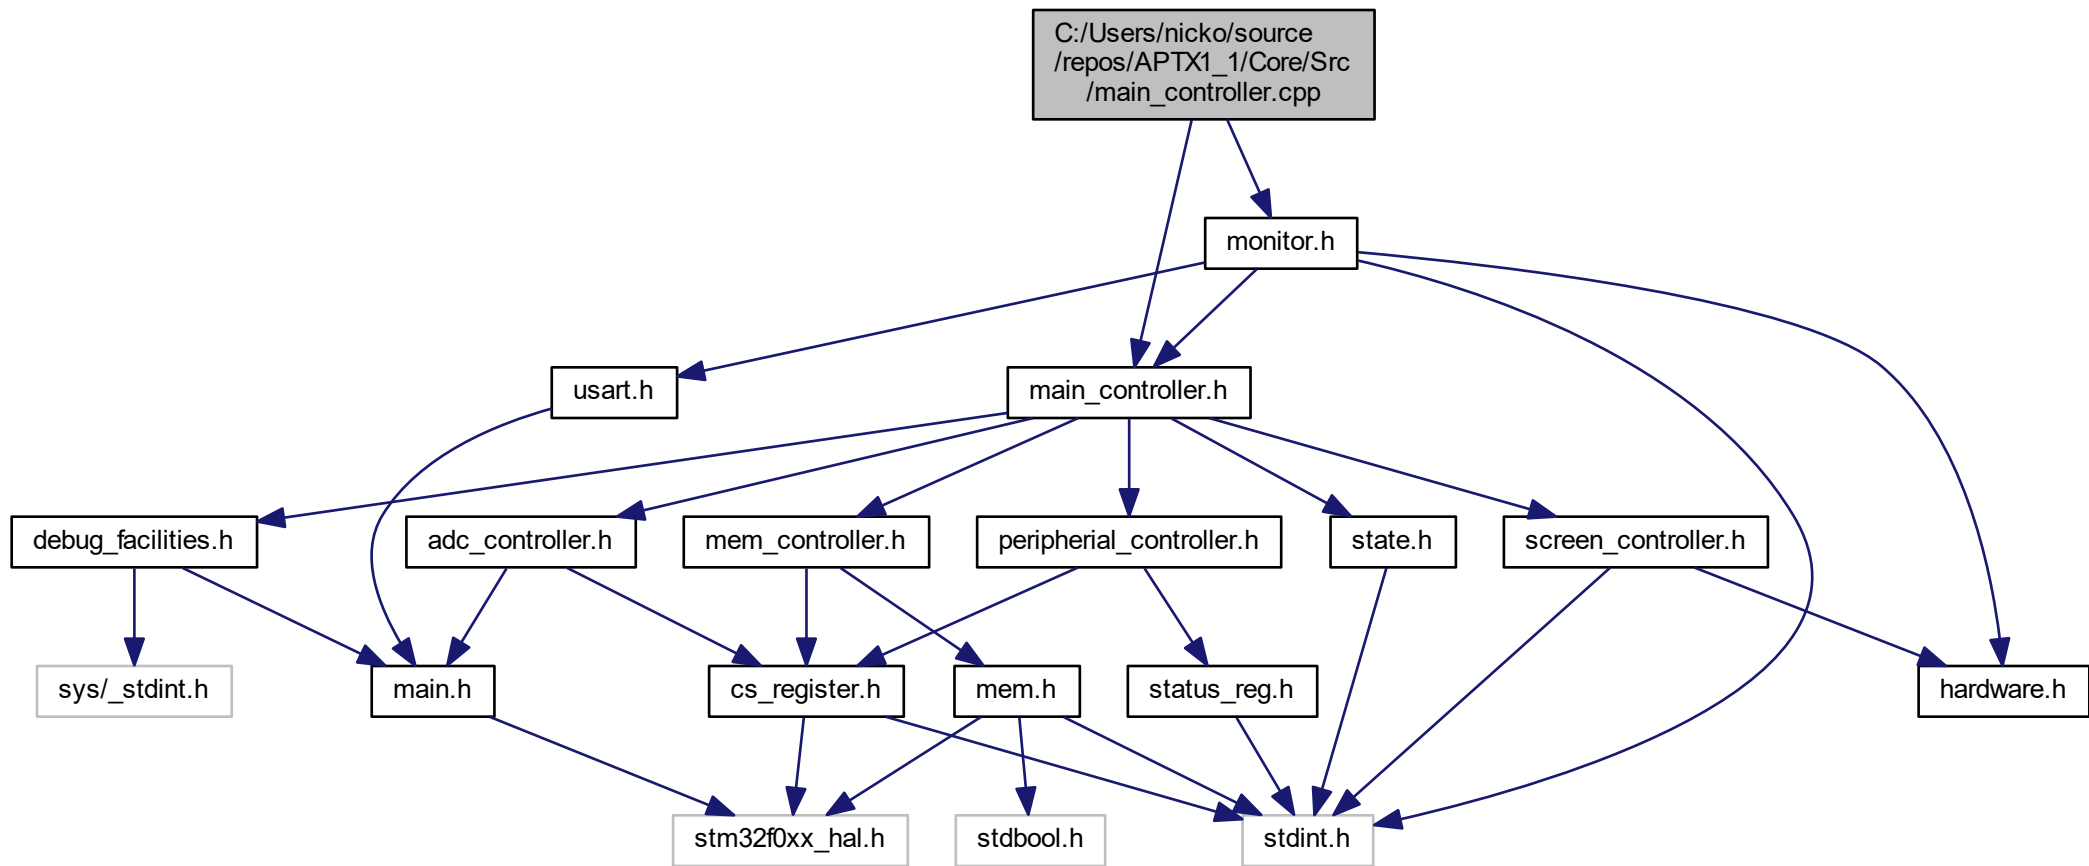 C:/Users/nicko/source
/repos/APTX1_1/Core/Src
/main_controller.cpp
monitor.h
usart.h
main_controller.h
debug_facilities.h
adc_controller.h
mem_controller.h
peripherial_controller.h
state.h
screen_controller.h
sys/_stdint.h
main.h
cs_register.h
mem.h
status_reg.h
hardware.h
stm32f0xx_hal.h
stdbool.h
stdint.h